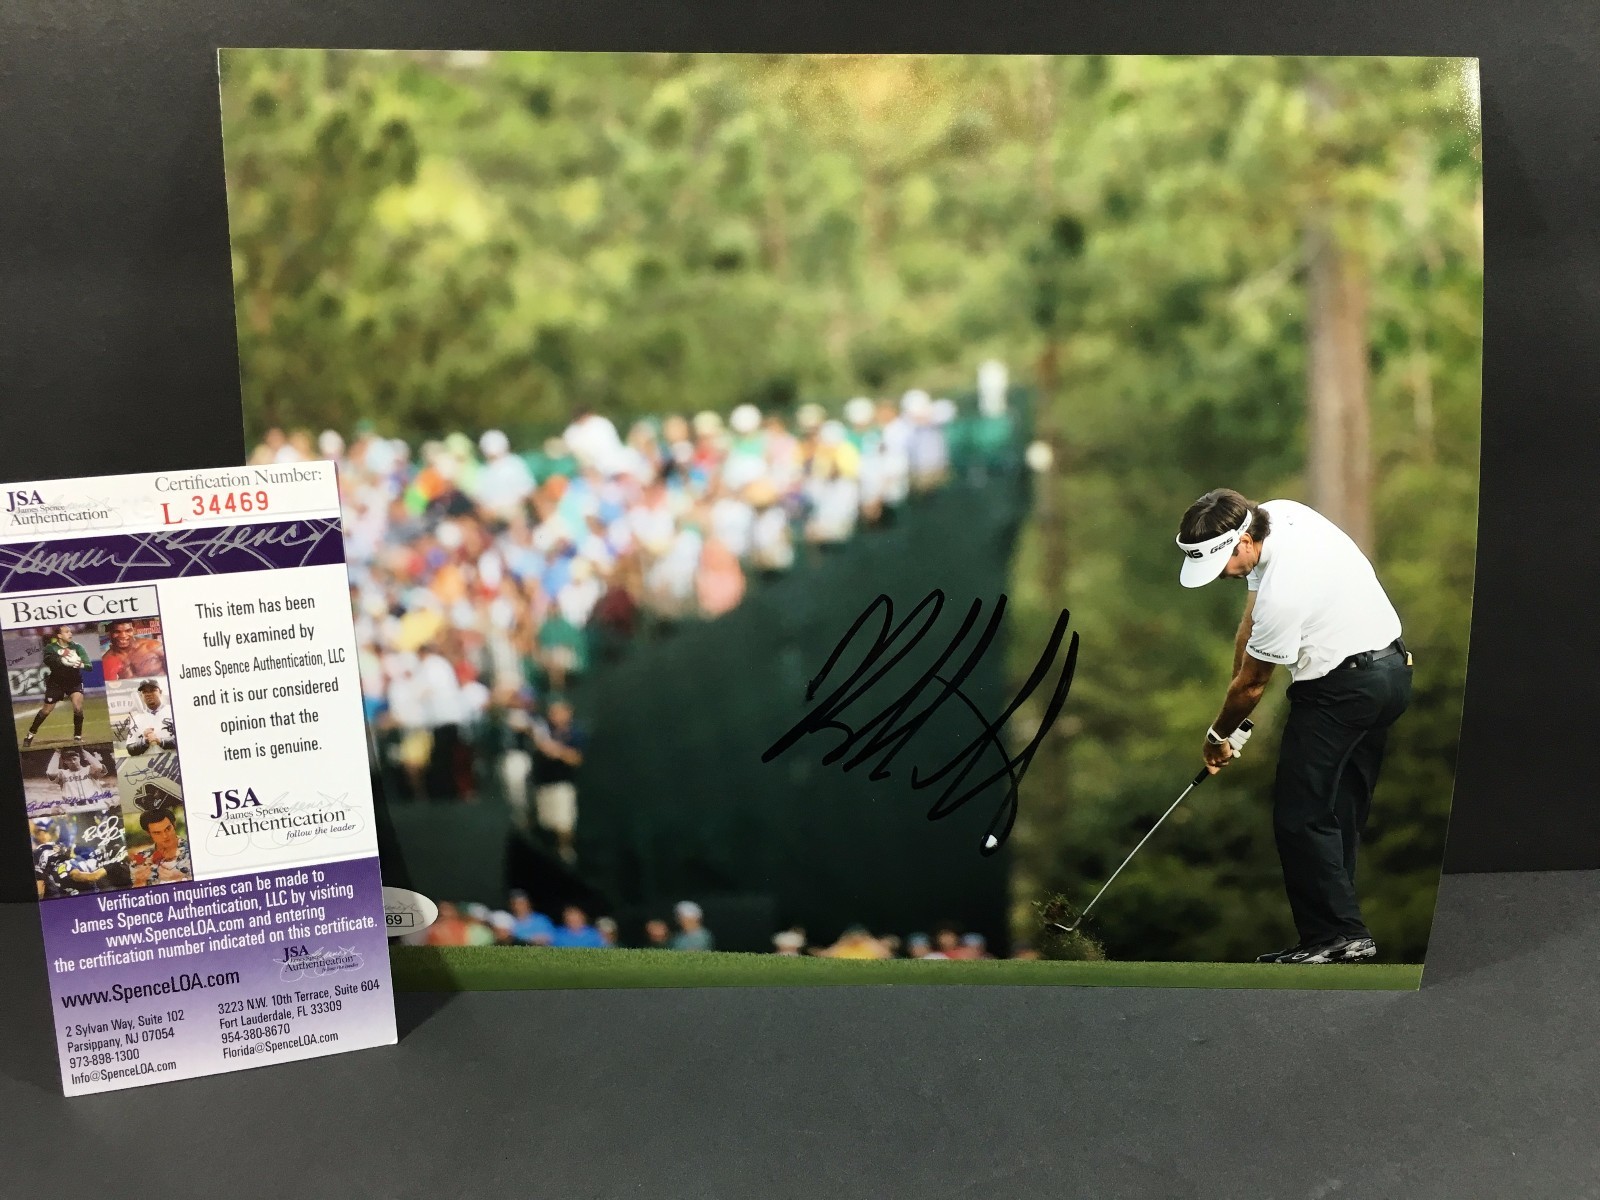 JSA
James Spence
Authentication
Certification Number:
L 34469
James Spence
Basic Cert
This item has been
fully examined by
James Spence Authentication, LLC
and it is our considered
opinion that the
item is genuine.
JSA
James Spence
Authentication
follow the leader
Verification inquiries can be made to
James Spence Authentication, LLC by visiting
www.SpenceLOA.com and entering
the certification number indicated on this certificate.
JSA
Authentication
www.SpenceLOA.com
2 Sylvan Way, Suite 102
Parsippany, NJ 07054
973-898-1300
Info@SpenceLOA.com
3223 N.W. 10th Terrace, Suite 604
Fort Lauderdale, FL 33309
954-380-8670
Florida@SpenceLOA.com
69
G25